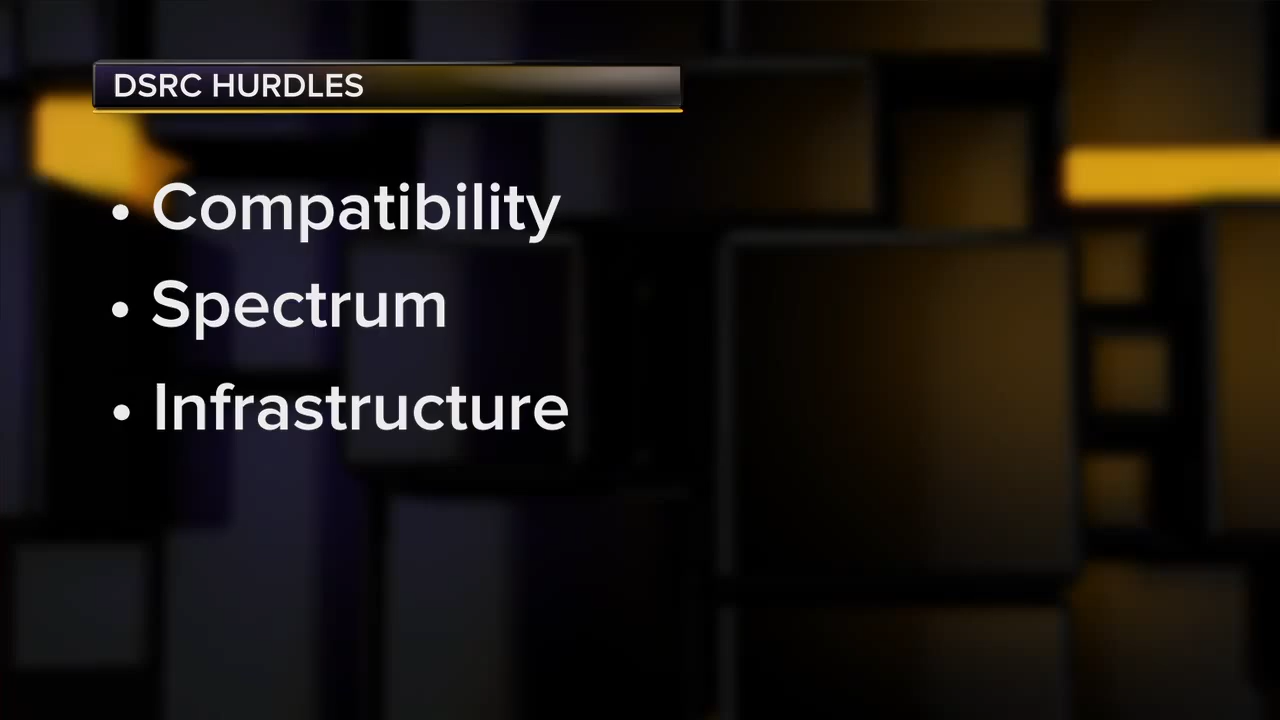 DSRC HURDLES
• Compatibility
• Spectrum
• Infrastructure